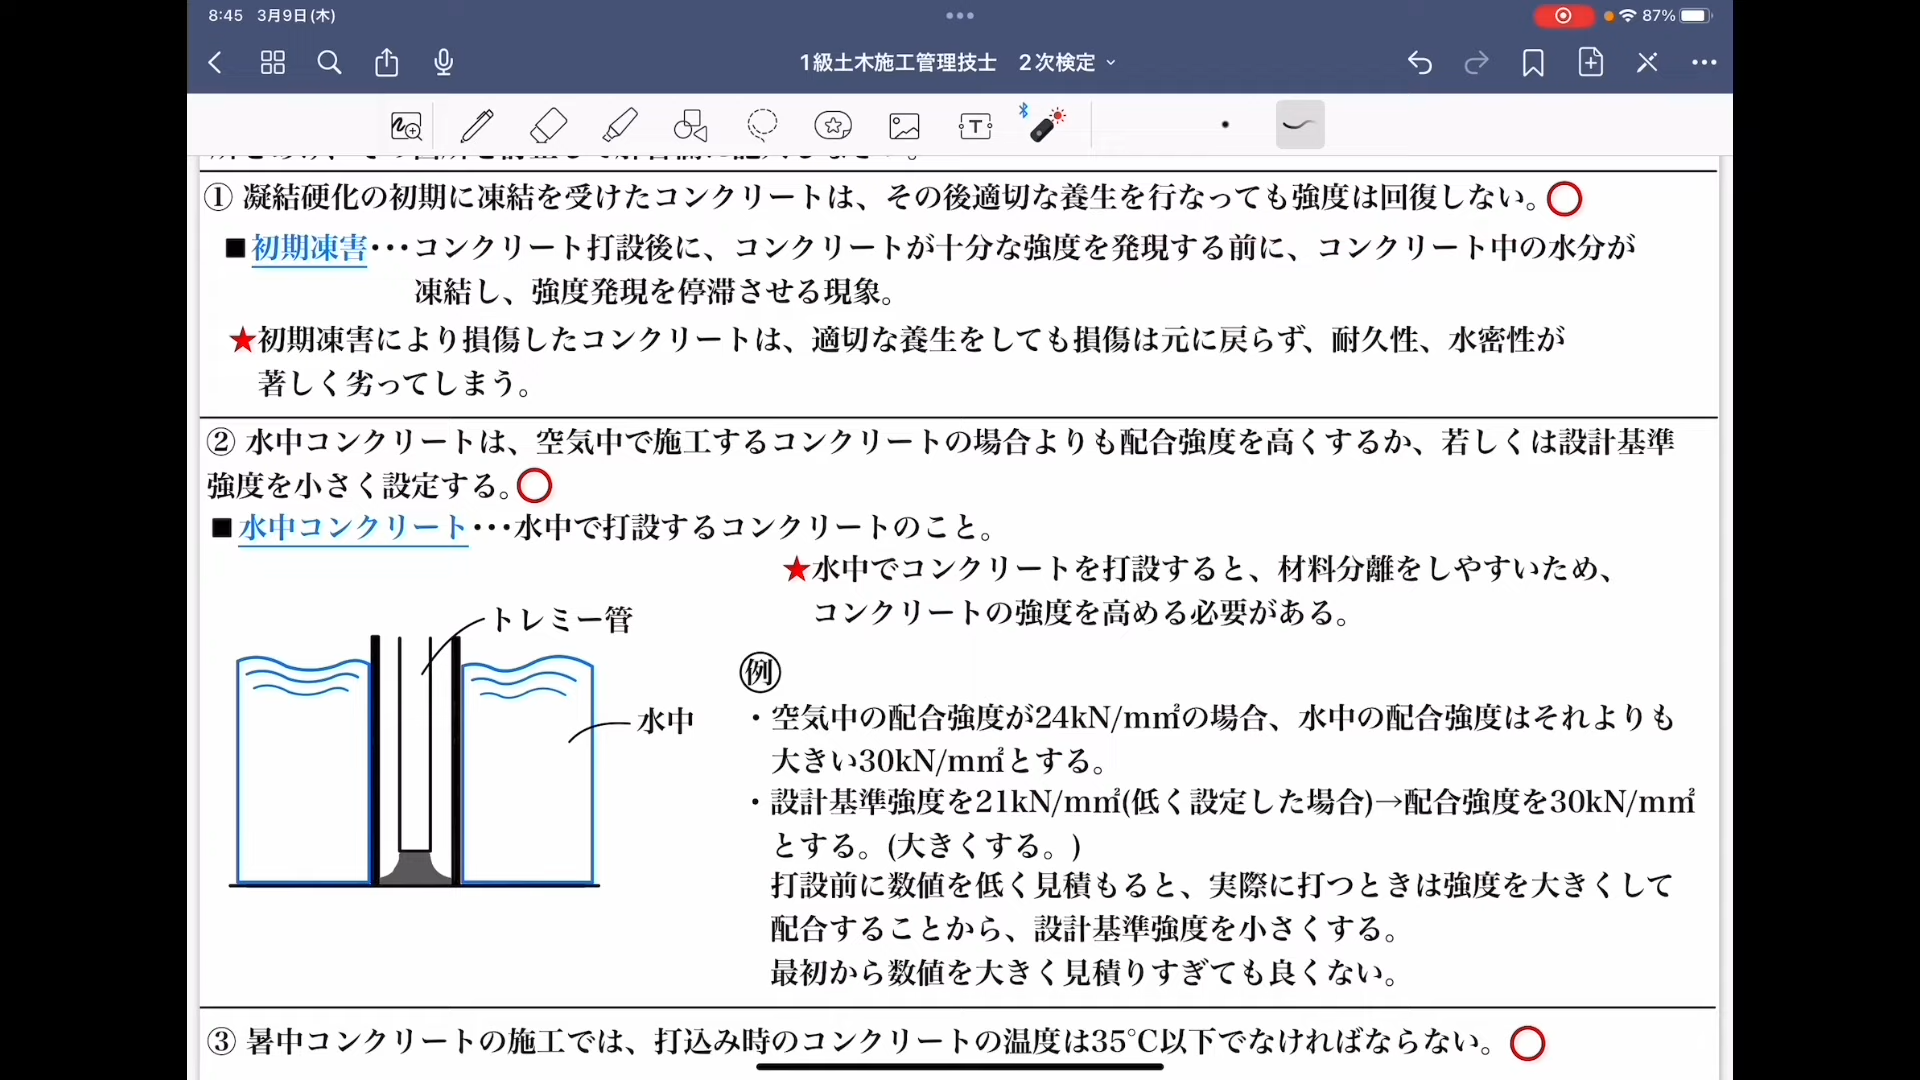 8:45 3月9日(木)
87%
1級土木施工管理技士 2次検定
① 凝結硬化の初期に凍結を受けたコンクリートは、その後適切な養生を行なっても強度は回復しない。
■初期凍害･･･コンクリート打設後に、コンクリートが十分な強度を発現する前に、コンクリート中の水分が
凍結し、強度発現を停滞させる現象。
★初期凍害により損傷したコンクリートは、適切な養生をしても損傷は元に戻らず、耐久性、水密性が
著しく劣ってしまう。
② 水中コンクリートは、空気中で施工するコンクリートの場合よりも配合強度を高くするか、若しくは設計基準
強度を小さく設定する。
■水中コンクリート･･･水中で打設するコンクリートのこと。
★水中でコンクリートを打設すると、材料分離をしやすいため、
コンクリートの強度を高める必要がある。
トレミー管
水中
例
・空気中の配合強度が24kN/mm²の場合、水中の配合強度はそれよりも
大きい30kN/mm²とする。
・設計基準強度を21kN/mm²(低く設定した場合)→配合強度を30kN/mm²
とする。(大きくする。)
打設前に数値を低く見積もると、実際に打つときは強度を大きくして
配合することから、設計基準強度を小さくする。
最初から数値を大きく見積りすぎても良くない。
③ 暑中コンクリートの施工では、打込み時のコンクリートの温度は35℃以下でなければならない。